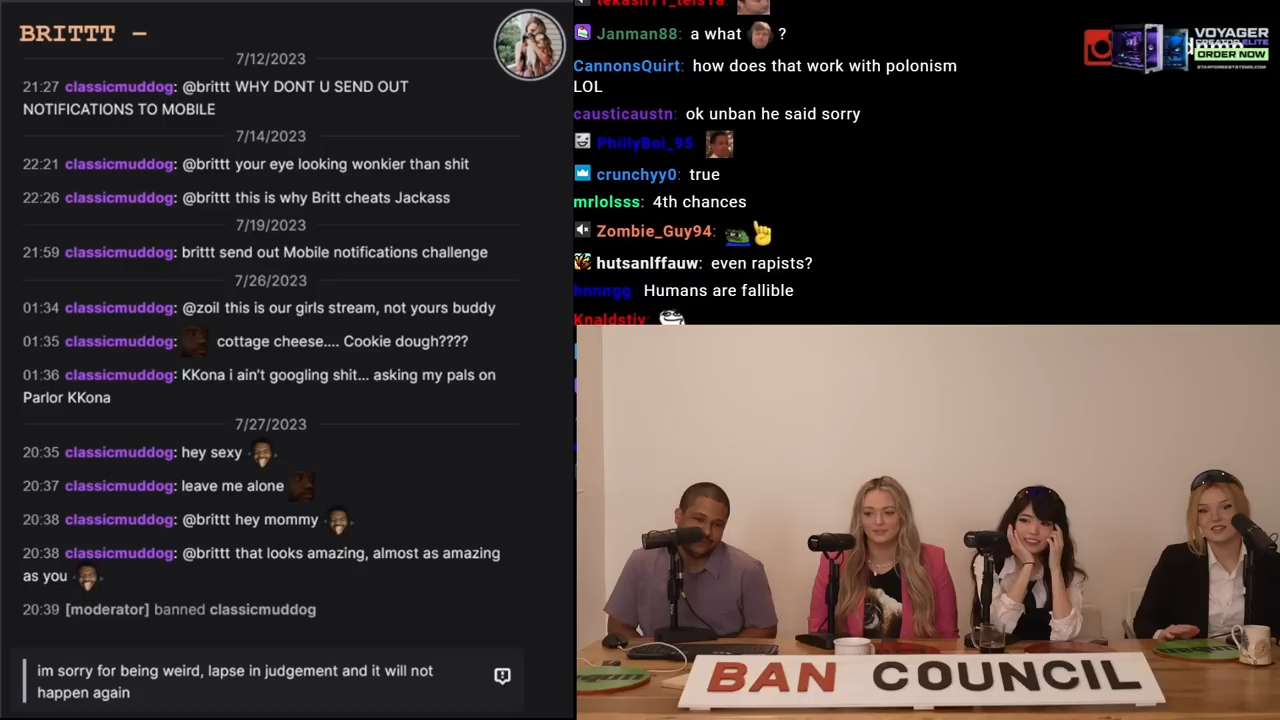 BRITTT –
7/12/2023
21:27 classicmuddog: @brittt WHY DONT U SEND OUT
NOTIFICATIONS TO MOBILE
7/14/2023
22:21 classicmuddog: @brittt your eye looking wonkier than shit
22:26 classicmuddog: @brittt this is why Britt cheats Jackass
7/19/2023
21:59 classicmuddog: brittt send out Mobile notifications challenge
7/26/2023
01:34 classicmuddog: @zoil this is our girls stream, not yours buddy
01:35 classicmuddog: cottage cheese.... Cookie dough????
01:36 classicmuddog: KKona i ain't googling shit... asking my pals on
Parlor KKona
7/27/2023
20:35 classicmuddog: hey sexy
20:37 classicmuddog: leave me alone
20:38 classicmuddog: @brittt hey mommy
20:38 classicmuddog: @brittt that looks amazing, almost as amazing
as you
20:39 [moderator] banned classicmuddog
im sorry for being weird, lapse in judgement and it will not
happen again
Janman88: a what ?
CannonsQuirt: how does that work with polonism
LOL
causticaustn: ok unban he said sorry
PhillyBoi_95
crunchyy0: true
mrlolsss: 4th chances
Zombie_Guy94:
hutsanlffauw: even rapists?
hnnngg Humans are fallible
Knaldstiv:
VOYAGER
CREATOR ELITE
ORDER NOW
STARFORGESYSTEMS.COM
BAN COUNCIL